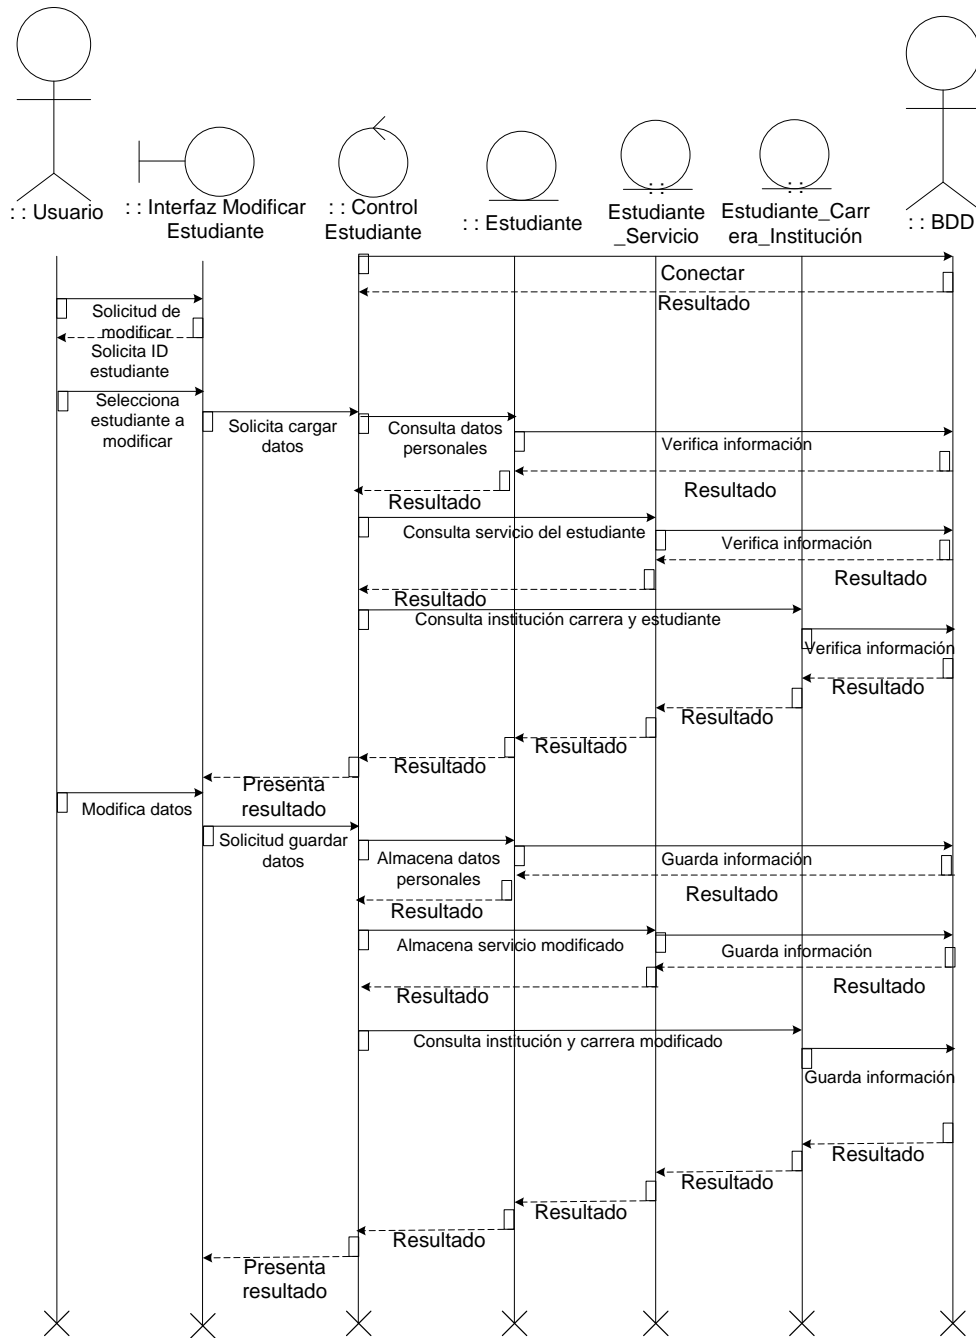 : : Usuario
: : Interfaz Modificar
Estudiante
: : Control
Estudiante
: : Estudiante
: :
Estudiante
_Servicio
: :
Estudiante_Carr
era_Institución
: : BDD
Conectar
Resultado
Solicitud de
modificar
Solicita ID
estudiante
Selecciona
estudiante a
modificar
Solicita cargar
datos
Consulta datos
personales
Verifica información
Resultado
Resultado
Consulta servicio del estudiante
Verifica información
Resultado
Resultado
Consulta institución carrera y estudiante
Verifica información
Resultado
Resultado
Resultado
Resultado
Presenta
resultado
Modifica datos
Solicitud guardar
datos
Almacena datos
personales
Guarda información
Resultado
Resultado
Almacena servicio modificado
Guarda información
Resultado
Resultado
Consulta institución y carrera modificado
Guarda información
Resultado
Resultado
Resultado
Resultado
Presenta
resultado